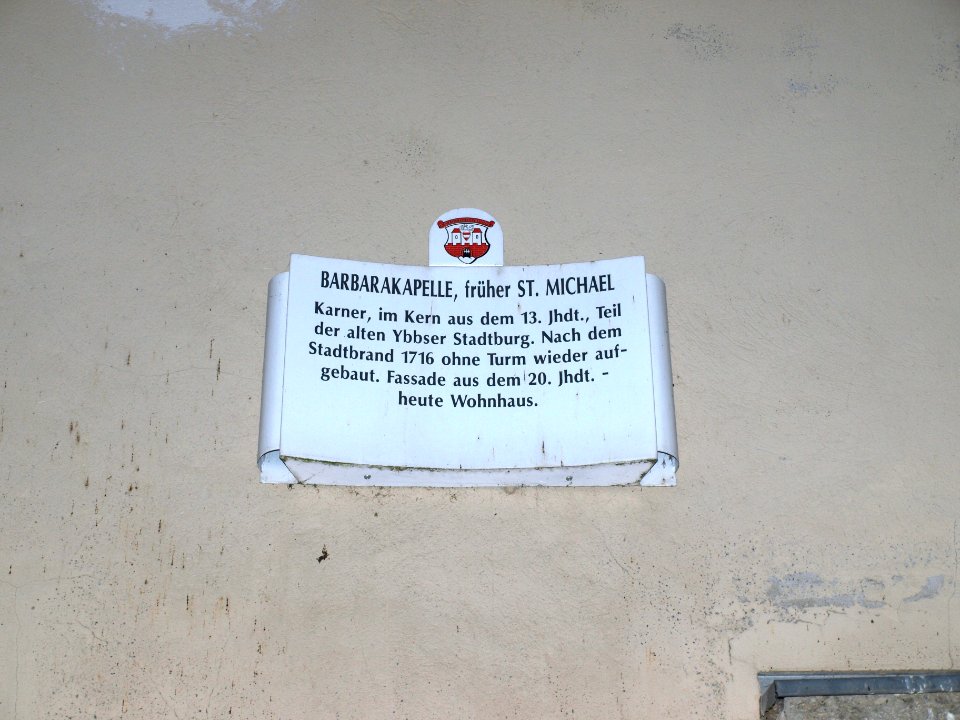 BARBARAKAPELLE, früher ST. MICHAEL
Karner, im Kern aus dem 13. Jhdt., Teil
der alten Ybbser Stadtburg. Nach dem
Stadtbrand 1716 ohne Turm wieder auf-
gebaut. Fassade aus dem 20. Jhdt. -
heute Wohnhaus.